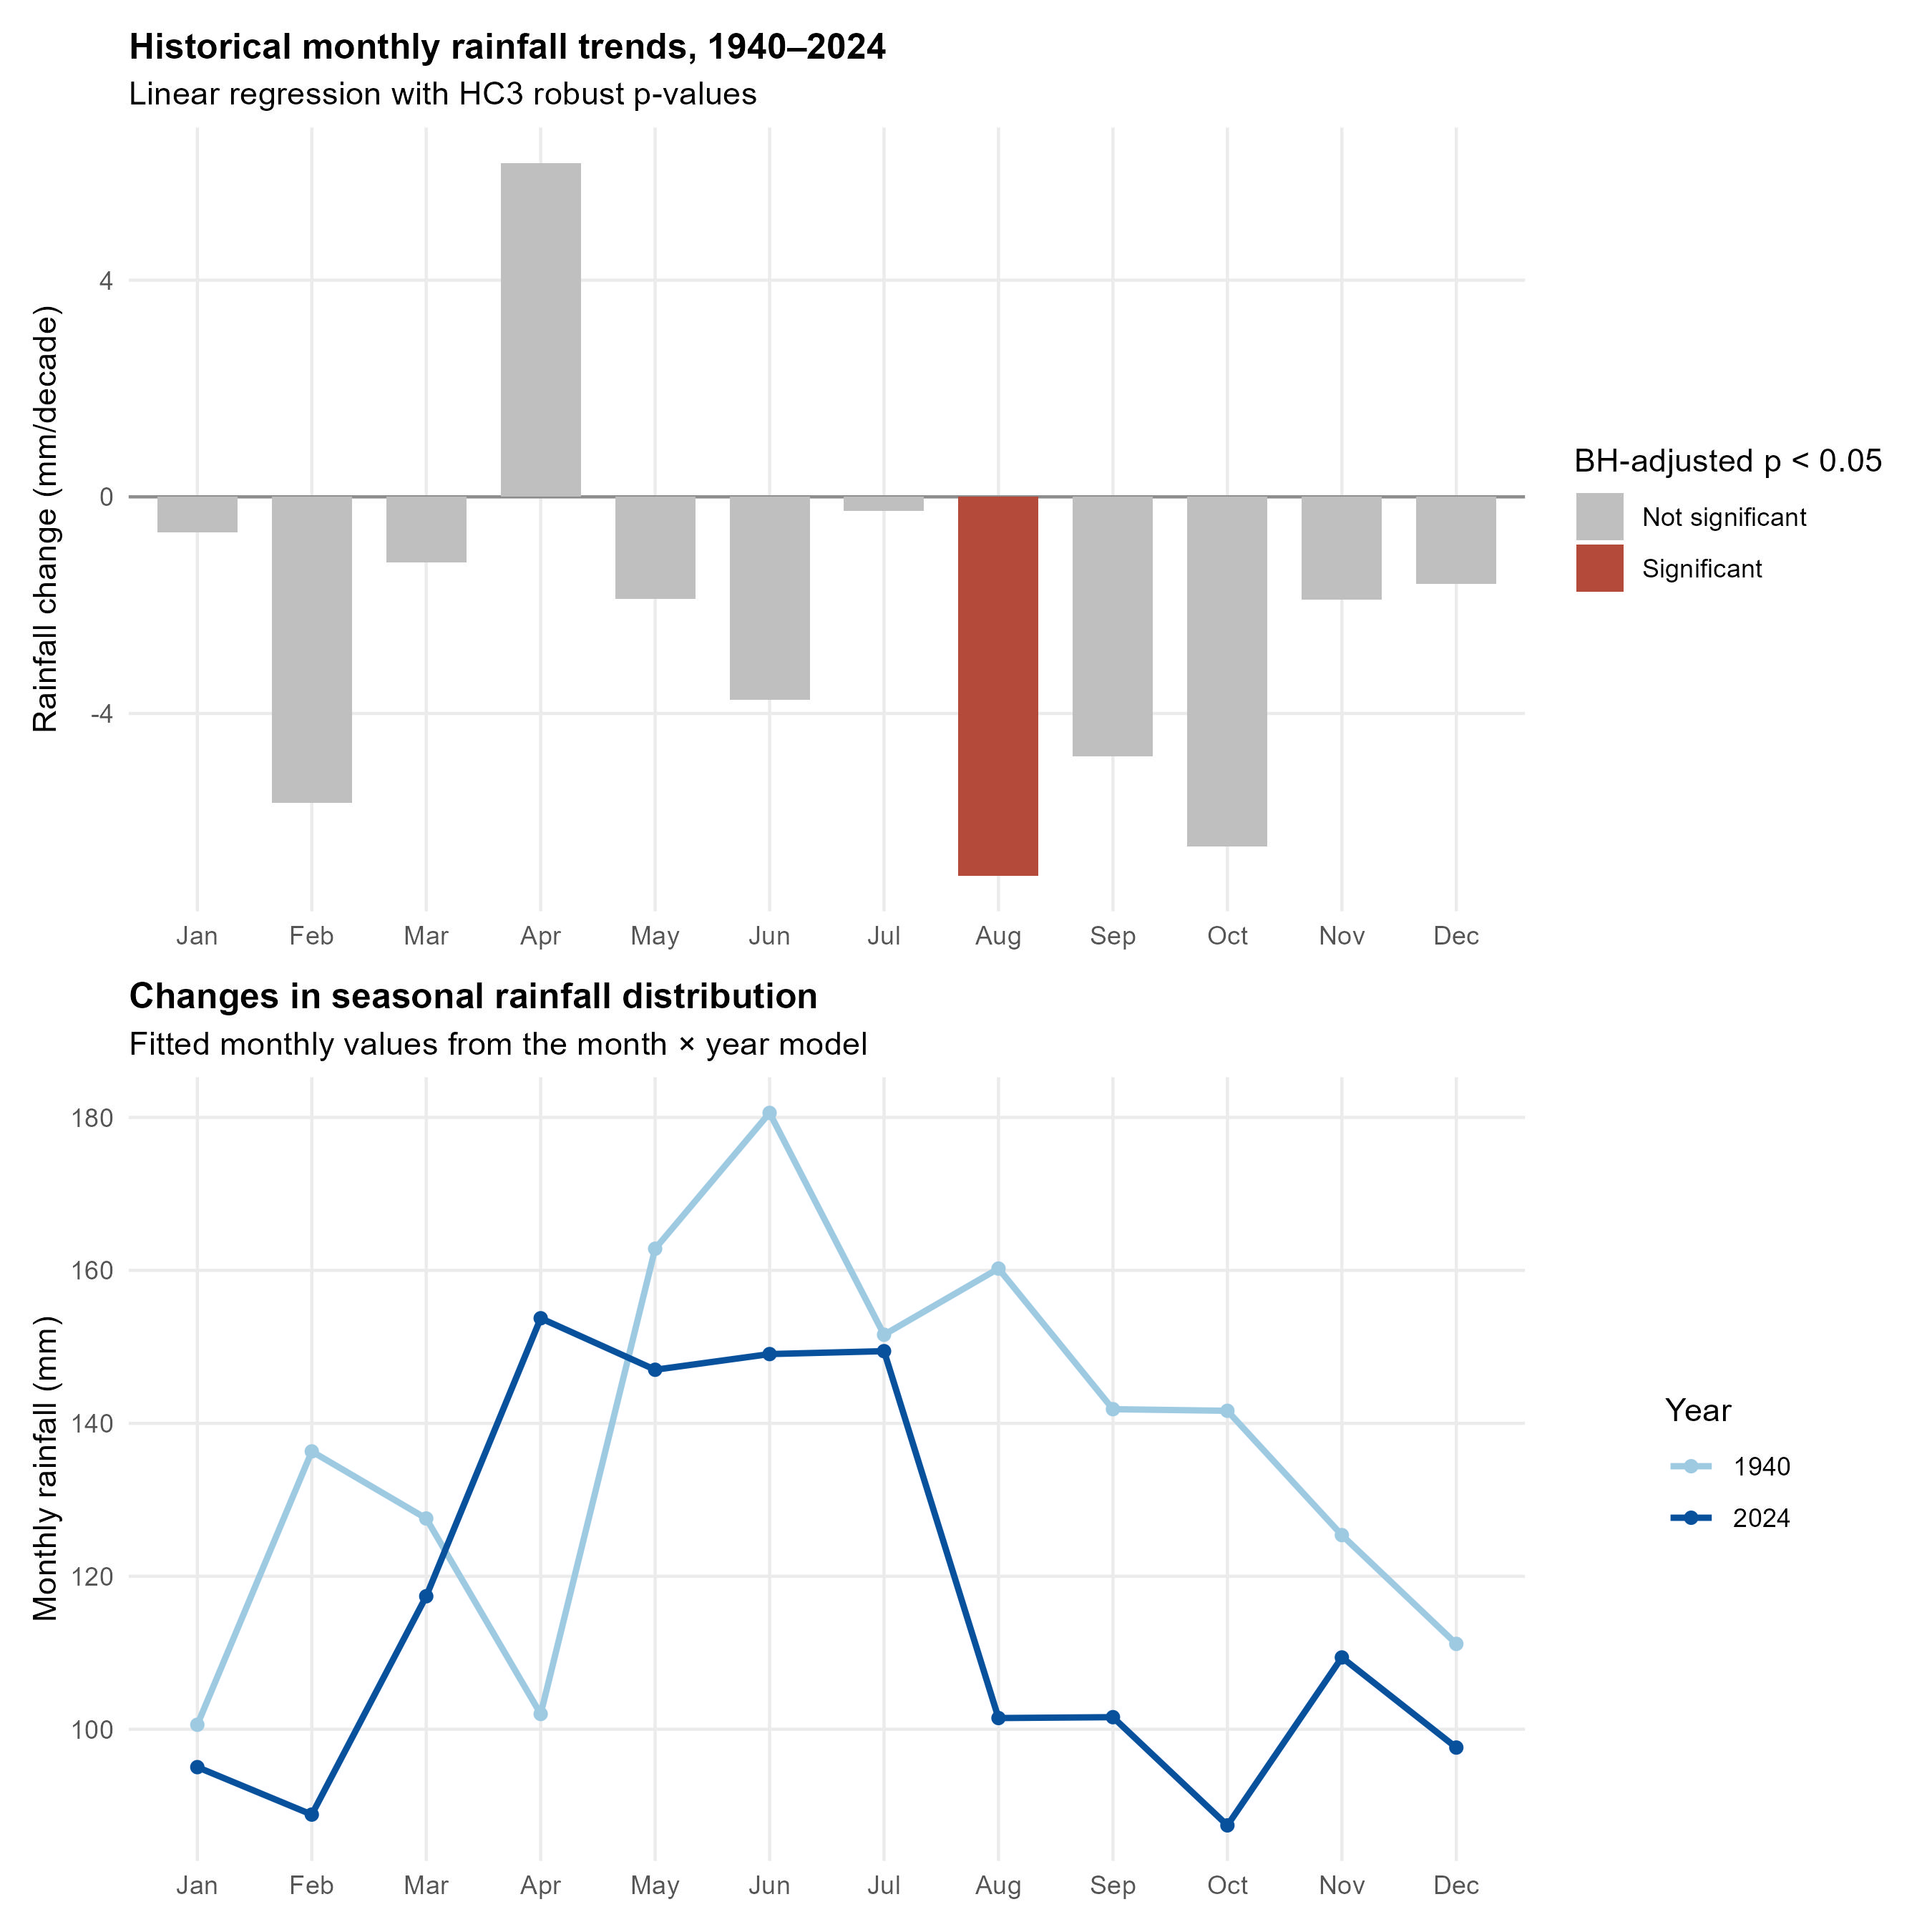 Historical monthly rainfall trends, 1940–2024
Linear regression with HC3 robust p-values
Rainfall change (mm/decade)
4
0
-4
Jan Feb Mar Apr May Jun Jul Aug Sep Oct Nov Dec
BH-adjusted p < 0.05
Not significant
Significant
Changes in seasonal rainfall distribution
Fitted monthly values from the month × year model
Monthly rainfall (mm)
180
160
140
120
100
Jan Feb Mar Apr May Jun Jul Aug Sep Oct Nov Dec
Year
1940
2024